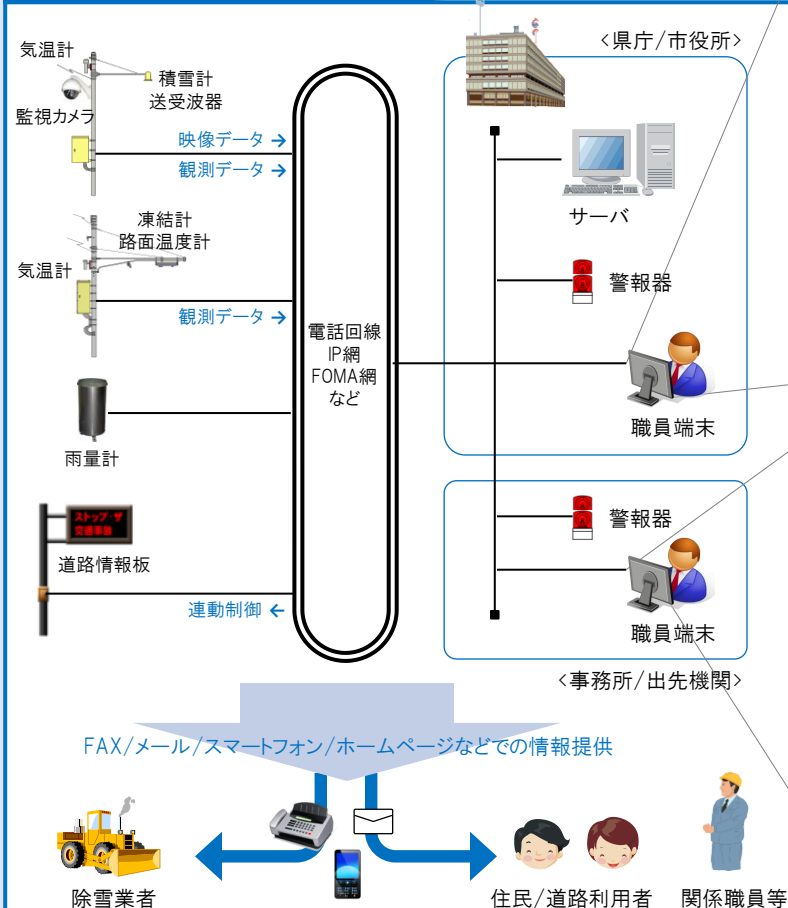 気温計
積雪計
送受波器
監視カメラ
映像データ →
観測データ →
凍結計
路面温度計
気温計
観測データ →
雨量計
ストップ・ザ
交通事故
道路情報板
連動制御 ←
電話回線
IP網
FOMA網
など
<県庁/市役所>
サーバ
警報器
職員端末
警報器
職員端末
<事務所/出先機関>
FAX/メール/スマートフォン/ホームページなどでの情報提供
除雪業者
住民/道路利用者
関係職員等